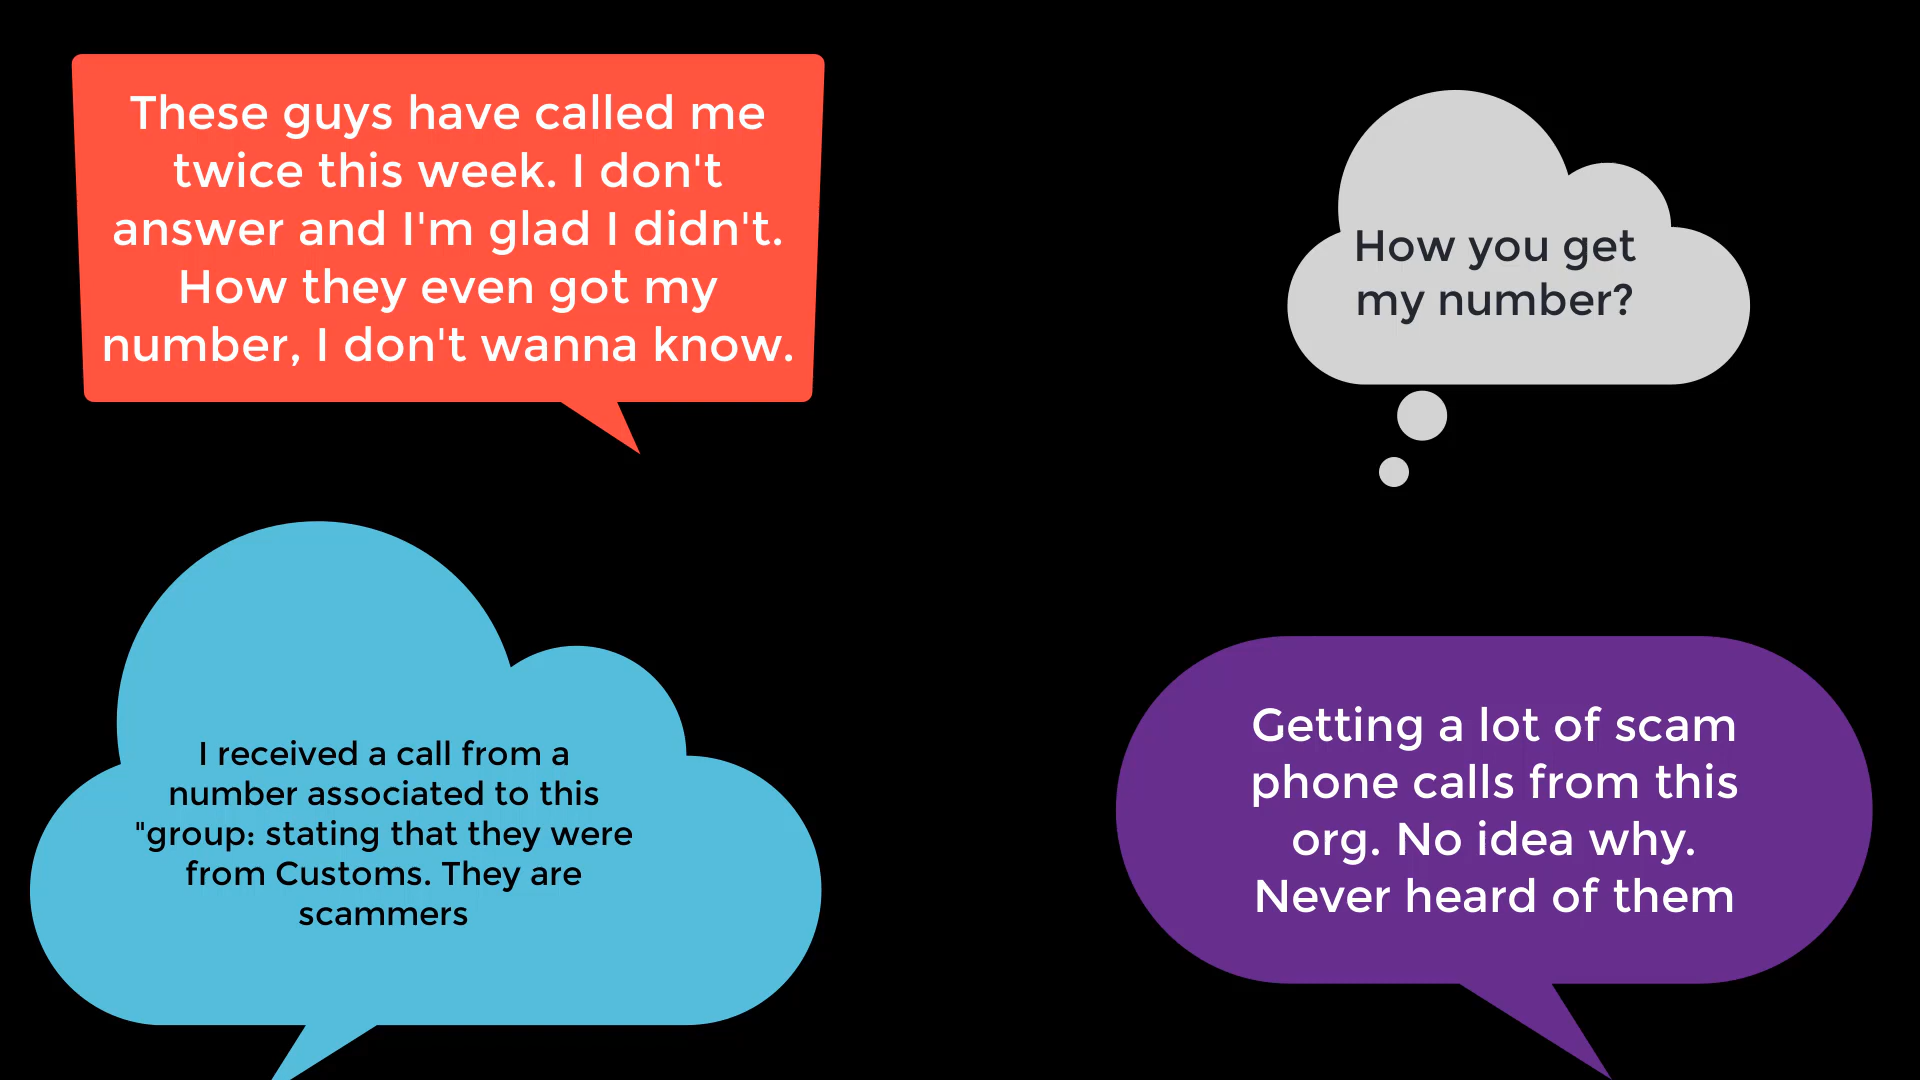 These guys have called me
twice this week. I don't
answer and I'm glad I didn't.
How they even got my
number, I don't wanna know.
How you get
my number?
I received a call from a
number associated to this
"group: stating that they were
from Customs. They are
scammers
Getting a lot of scam
phone calls from this
org. No idea why.
Never heard of them